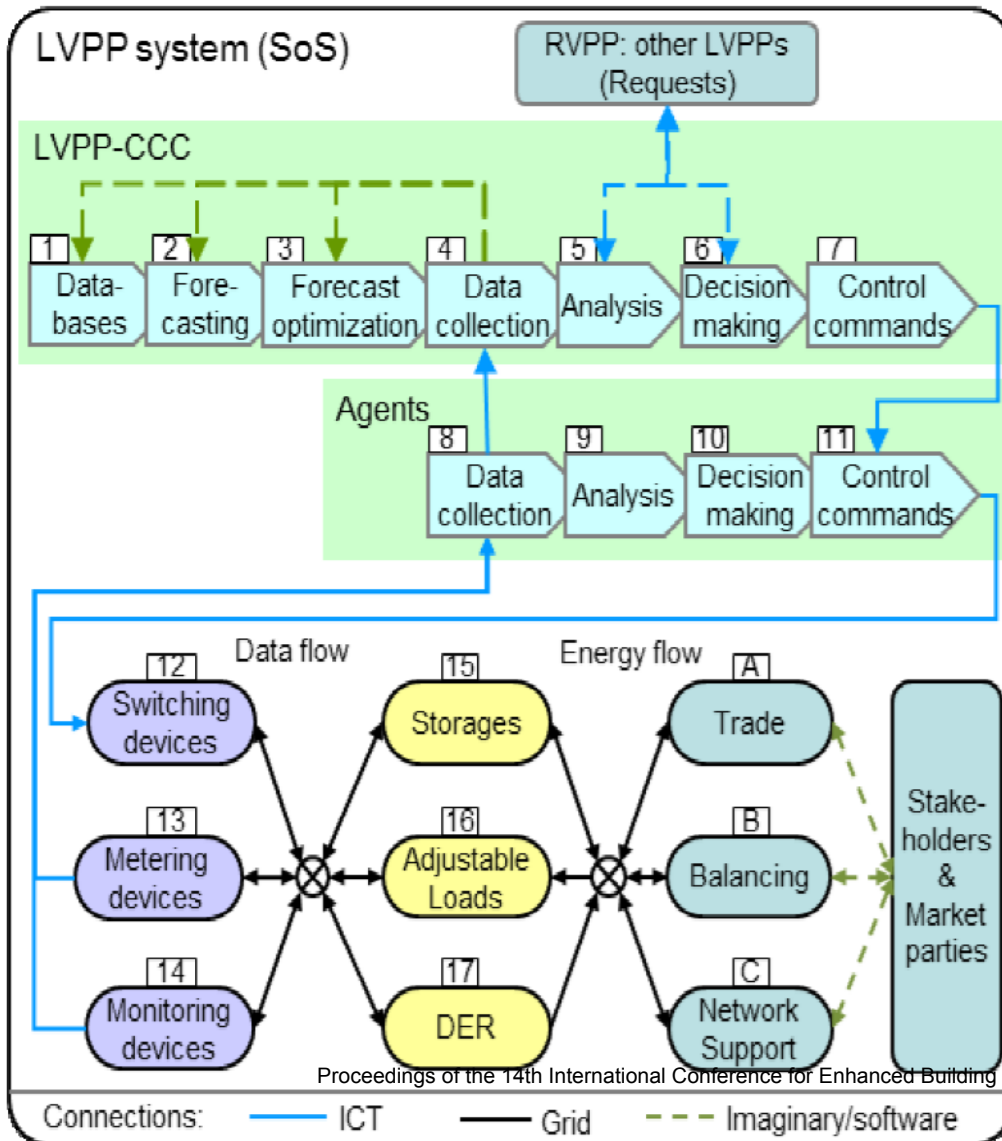 LVPP system (SoS)
RVPP: other LVPPs
(Requests)
LVPP-CCC
1
Data-
bases
2
Fore-
casting
3
Forecast
optimization
4
Data
collection
5
Analysis
6
Decision
making
7
Control
commands
Agents
8
Data
collection
9
Analysis
10
Decision
making
11
Control
commands
Data flow
Energy flow
12
Switching
devices
15
Storages
A
Trade
13
Metering
devices
16
Adjustable
Loads
B
Balancing
14
Monitoring
devices
17
DER
C
Network
Support
Stake-
holders
&
Market
parties
Proceedings of the 14th International Conference for Enhanced Building
Connections:
ICT
Grid
Imaginary/software